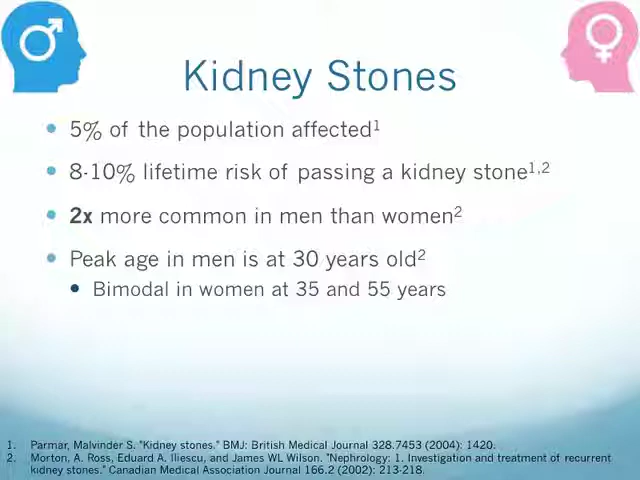 Kidney Stones
• 5% of the population affected¹
• 8-10% lifetime risk of passing a kidney stone¹,²
• 2x more common in men than women²
• Peak age in men is at 30 years old²
• Bimodal in women at 35 and 55 years
1. Parmar, Malvinder S. "Kidney stones." BMJ: British Medical Journal 328.7453 (2004): 1420.
2. Morton, A. Ross, Eduard A. Iliescu, and James WL Wilson. "Nephrology: 1. Investigation and treatment of recurrent
kidney stones." Canadian Medical Association Journal 166.2 (2002): 213-218.